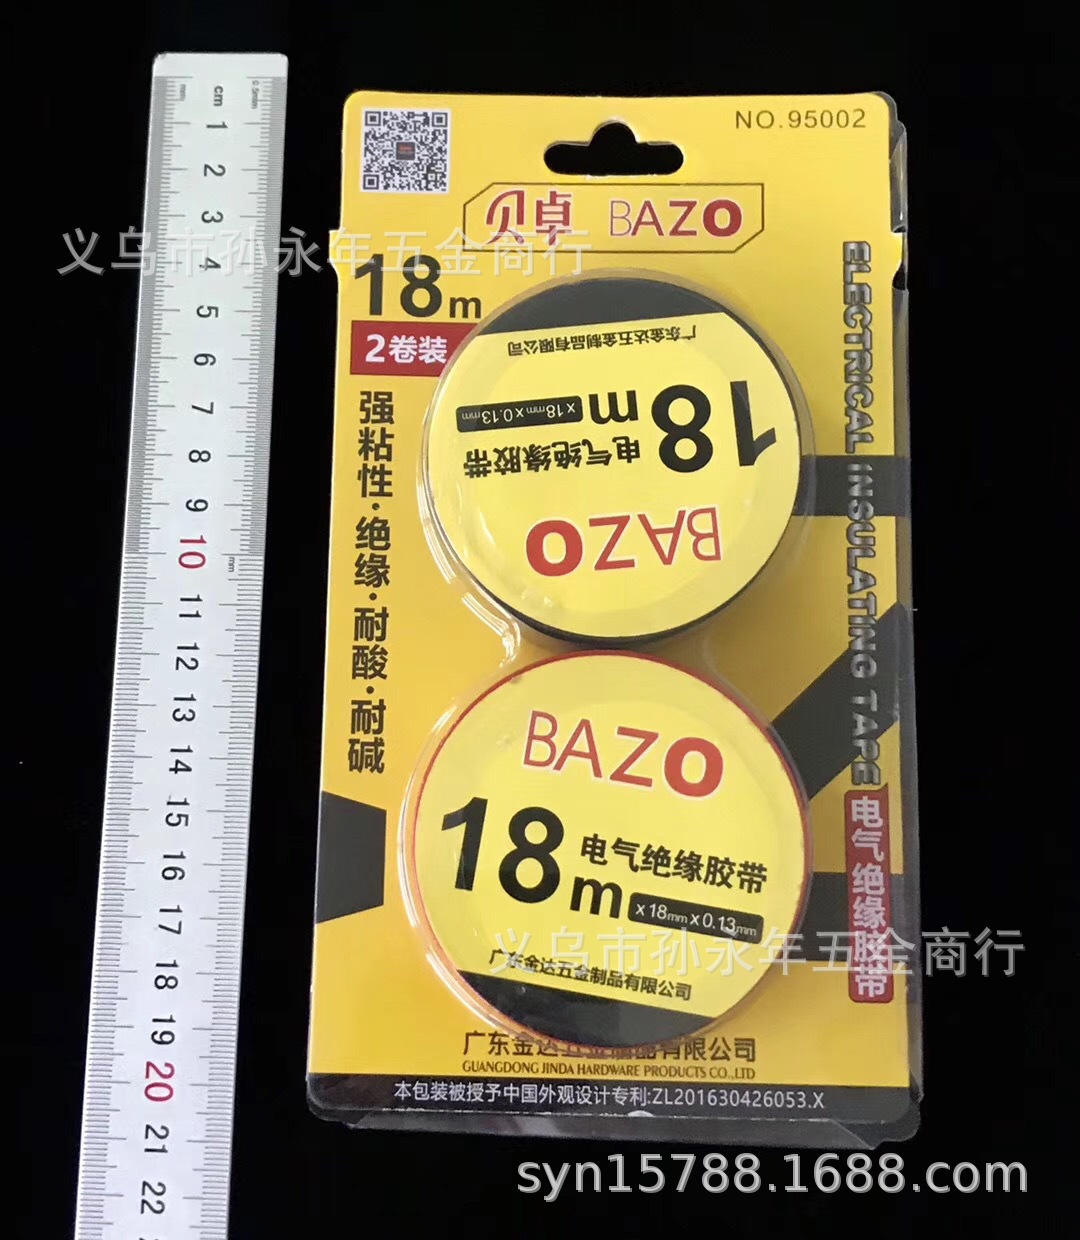 NO.95002
贝卓 BAZO
义乌市孙永年五金商行
18m
2卷装
强粘性·绝缘·耐酸·耐碱
广东金达五金制品有限公司
18m x18mmx0.13mm
电气绝缘胶带
BAZO
ELECTRICAL INSULATING TAPE
电气绝缘胶带
BAZO
18m
电气绝缘胶带
x18mmx0.13mm
广东金达五金制品有限公司
义乌市孙永年五金商行
广东金达五金制品有限公司
GUANGDONG JINDA HARDWARE PRODUCTS CO.,LTD
本包装被授予中国外观设计专利:ZL201630426053.X
syn15788.1688.com
mm
cm
0.5mm
1
2
3
4
5
6
7
8
9
10
mm
11
12
13
14
15
16
17
18
19
20
21
22